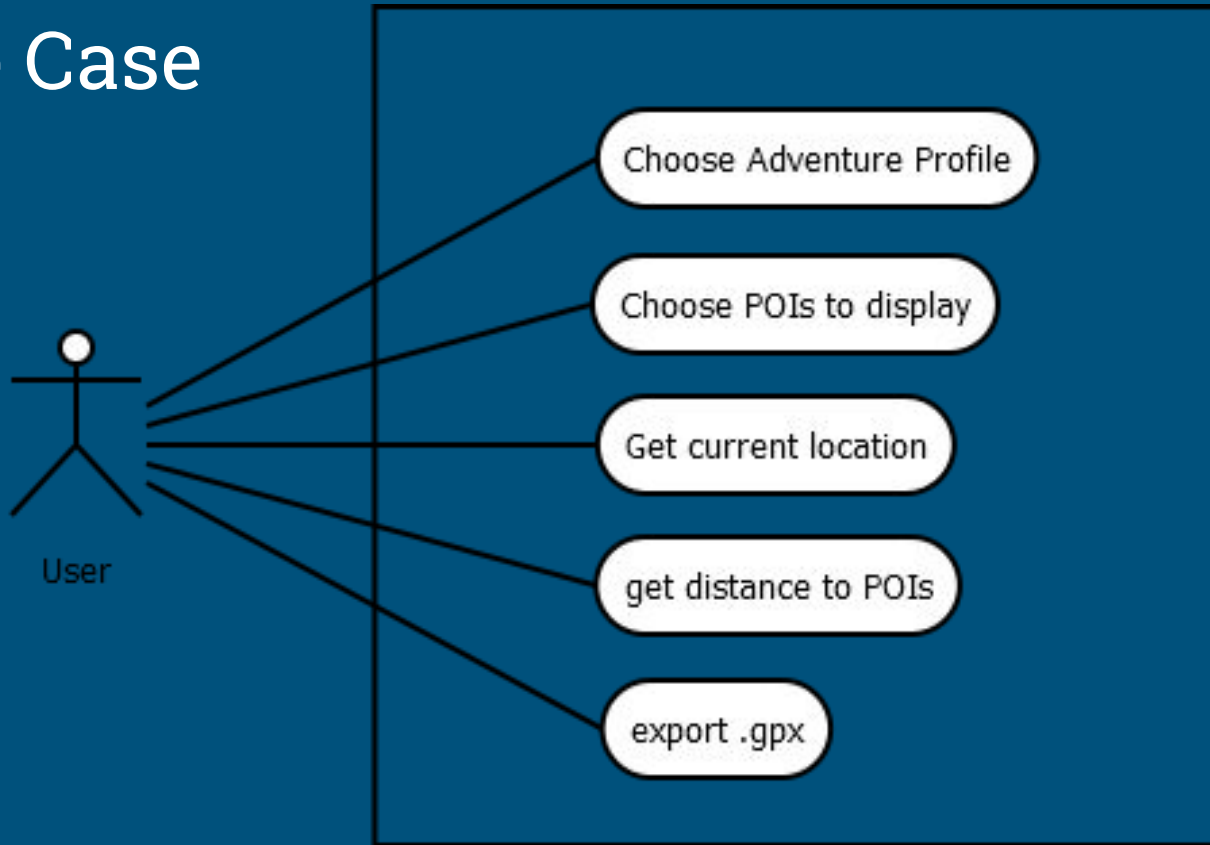 Case
Choose Adventure Profile
Choose POIs to display
Get current location
get distance to POIs
export .gpx
User